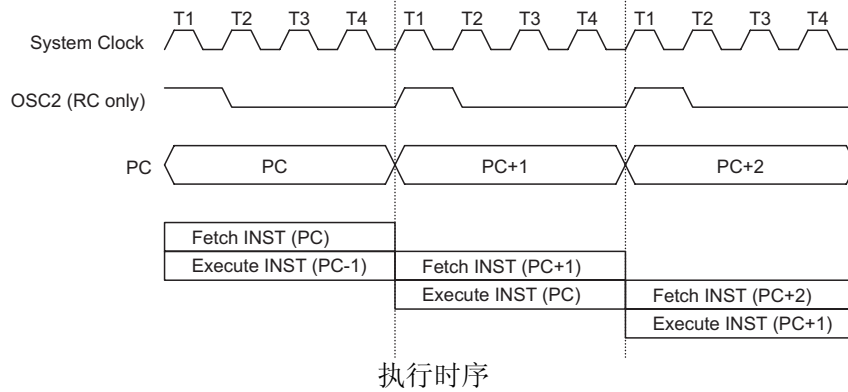 T1 T2 T3 T4 T1 T2 T3 T4 T1 T2 T3 T4
System Clock
OSC2 (RC only)
PC PC PC+1 PC+2
Fetch INST (PC)
Execute INST (PC-1) Fetch INST (PC+1)
Execute INST (PC) Fetch INST (PC+2)
Execute INST (PC+1)
执行时序